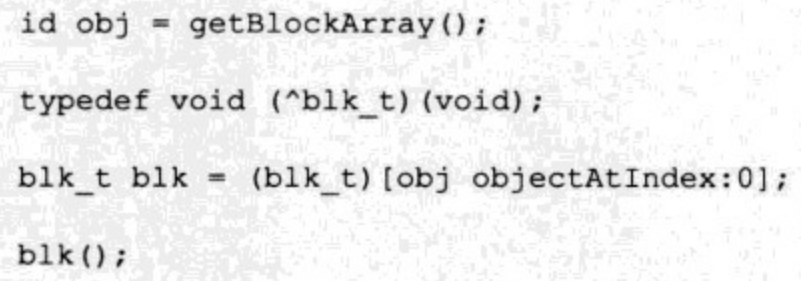 id obj = getBlockArray();
typedef void (^blk_t)(void);
blk_t blk = (blk_t)[obj objectAtIndex:0];
blk();